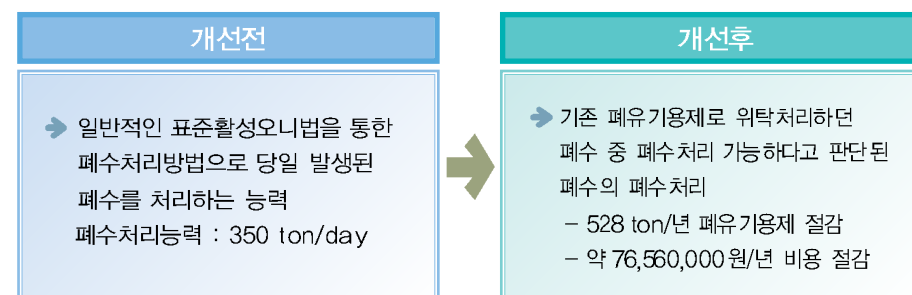 개선전
일반적인 표준활성오니법을 통한
폐수처리방법으로 당일 발생된
폐수를 처리하는 능력
폐수처리능력 : 350 ton/day
개선후
기존 폐유기용제로 위탁처리하던
폐수 중 폐수처리 가능하다고 판단된
폐수의 폐수처리
- 528 ton/년 폐유기용제 절감
- 약 76,560,000원/년 비용 절감